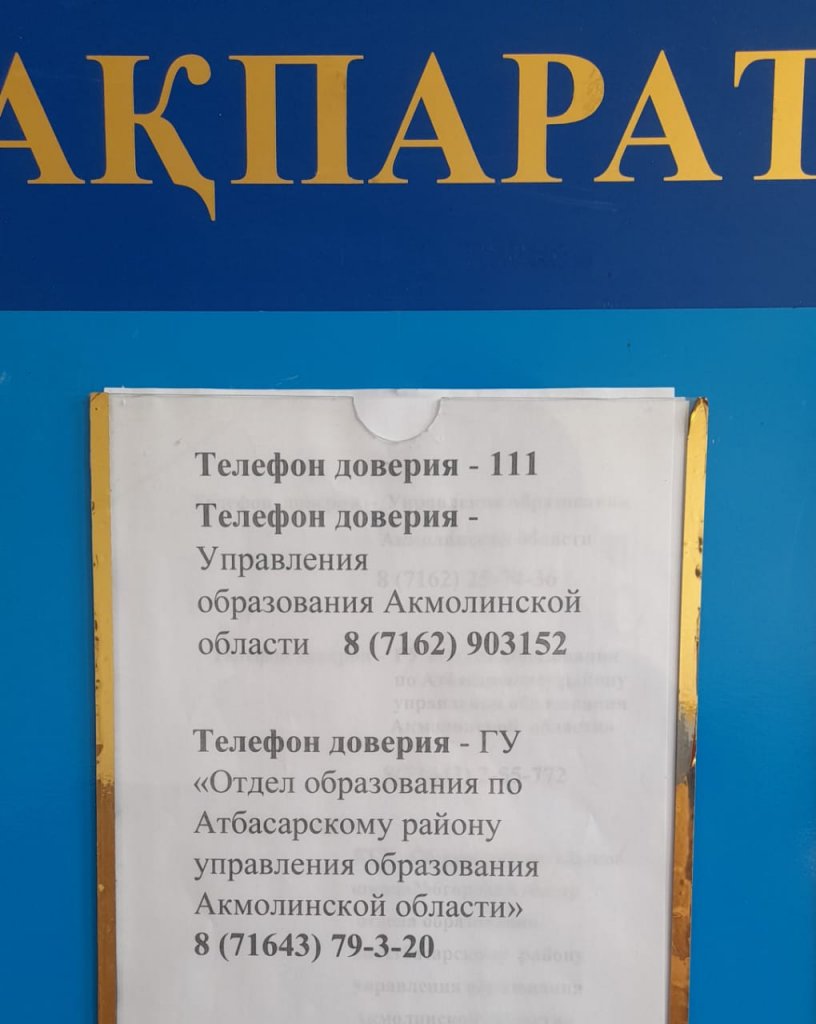 АҚПАРАТ
Телефон доверия - 111
Телефон доверия -
Управления
образования Акмолинской
области 8 (7162) 903152
Телефон доверия - ГУ
«Отдел образования по
Атбасарскому району
управления образования
Акмолинской области»
8 (71643) 79-3-20